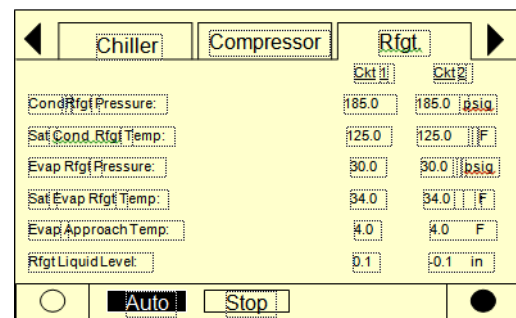 Chiller Compressor Rfgt.
Ckt 1 Ckt 2
Cond Rfgt Pressure: 185.0 185.0 psig
Sat Cond. Rfgt Temp: 125.0 125.0 F
Evap Rfgt Pressure: 30.0 30.0 psig
Sat Evap Rfgt Temp: 34.0 34.0 F
Evap Approach Temp: 4.0 4.0 F
Rfgt Liquid Level: 0.1 -0.1 in
Auto Stop